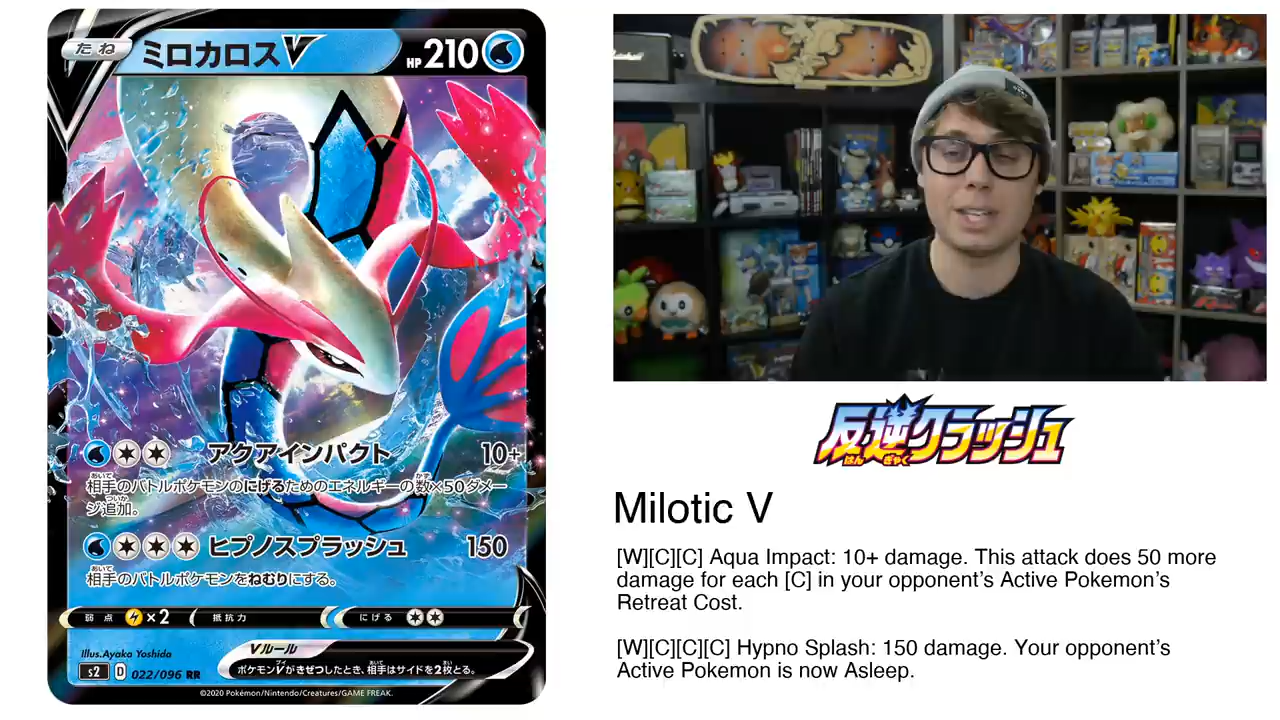 たね ミロカロスV HP210
アクアインパクト 10+
相手のバトルポケモンのにげるためのエネルギーの数×50ダメー
ジ追加。
ヒプノスプラッシュ 150
相手のバトルポケモンをねむりにする。
弱点 ×2 抵抗力 にげる
Illus.Ayaka Yoshida
Vルール
ポケモンVがきぜつしたとき、相手はサイドを2枚とる。
s2 D 022/096 RR
©2020 Pokémon/Nintendo/Creatures/GAME FREAK.
反逆クラッシュ
はん ぎゃく
Milotic V
[W][C][C] Aqua Impact: 10+ damage. This attack does 50 more
damage for each [C] in your opponent’s Active Pokemon’s
Retreat Cost.
[W][C][C][C] Hypno Splash: 150 damage. Your opponent’s
Active Pokemon is now Asleep.